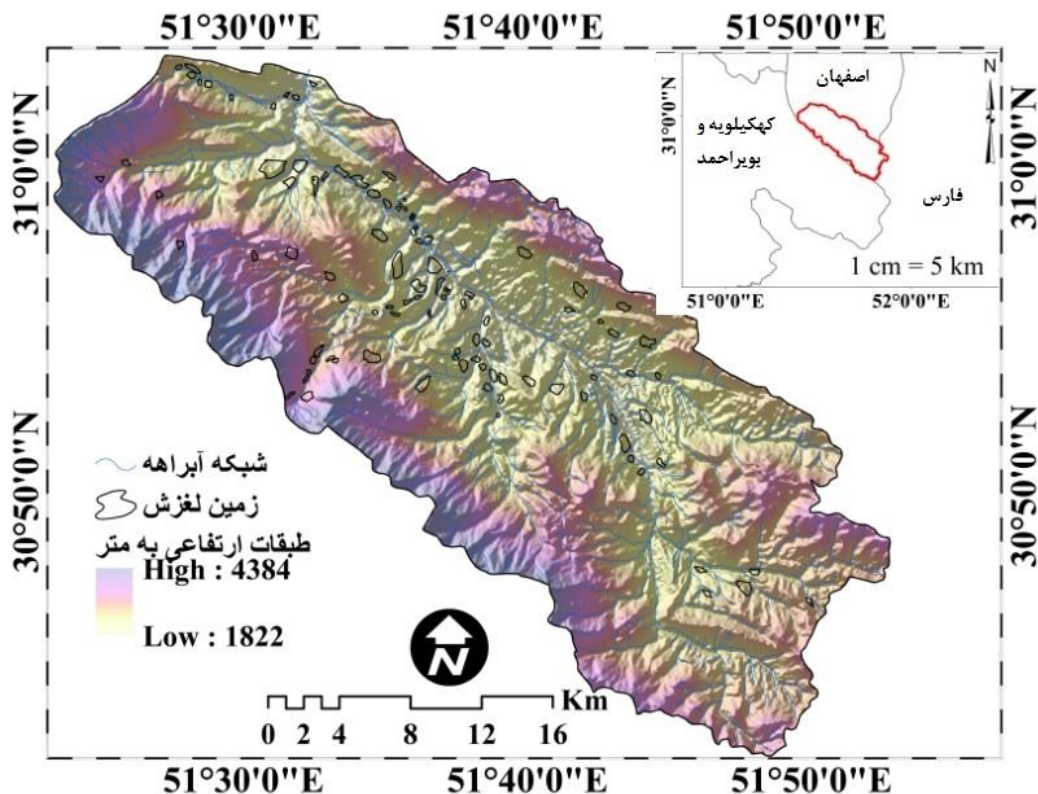 51°30'0"E 51°40'0"E 51°50'0"E
31°0'0"N
30°50'0"N
اصفهان
کهکیلویه و
بویراحمد
فارس
N
31°0'0"N
1 cm = 5 km
51°0'0"E 52°0'0"E
31°0'0"N
30°50'0"N
شبکه آبراهه
زمین لغزش
طبقات ارتفاعی به متر
High : 4384
Low : 1822
N
Km
0 2 4 8 12 16
51°30'0"E 51°40'0"E 51°50'0"E